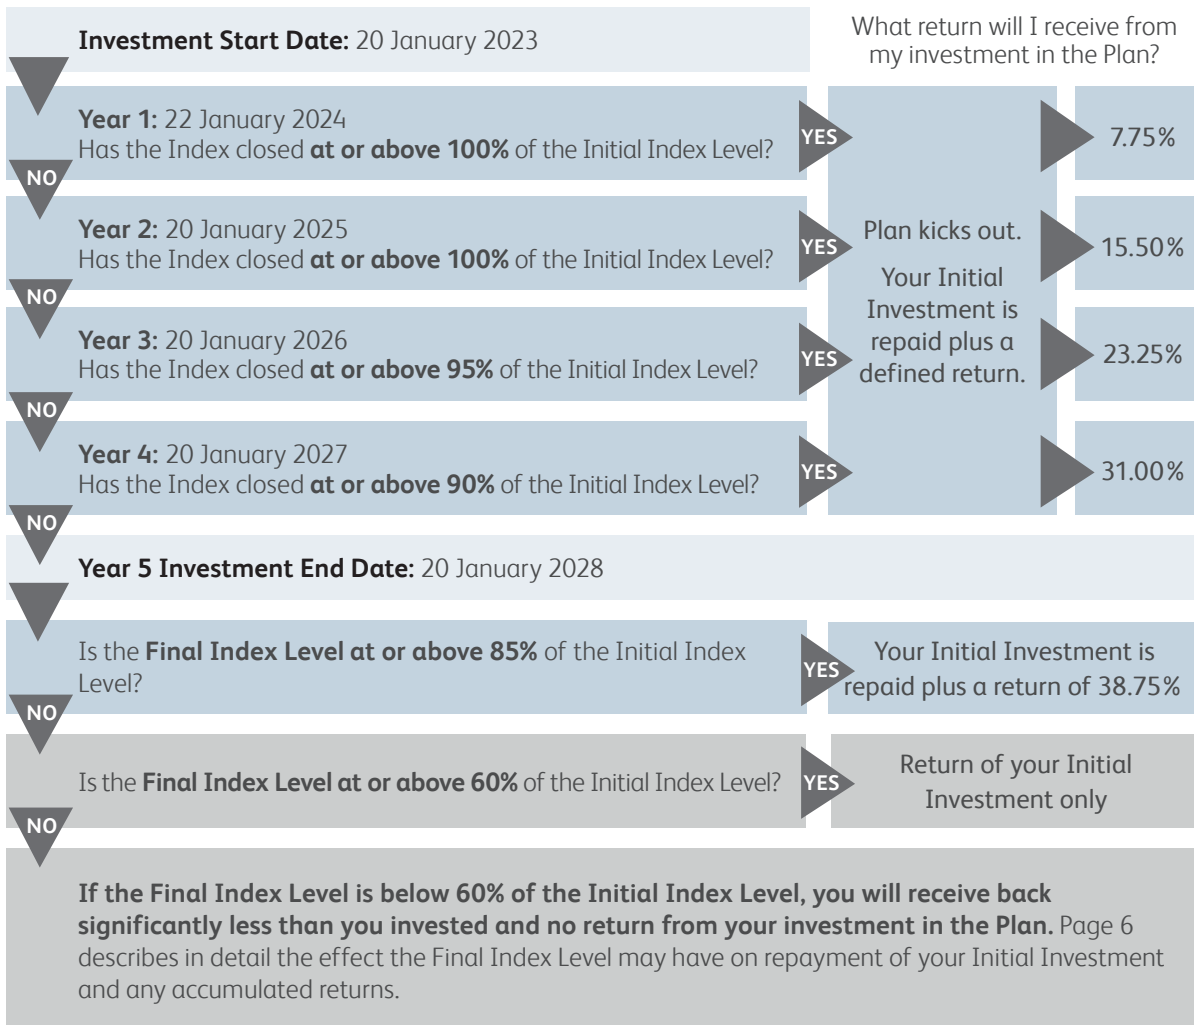 Investment Start Date: 20 January 2023
What return will I receive from
my investment in the Plan?
Year 1: 22 January 2024
Has the Index closed at or above 100% of the Initial Index Level?
YES
7.75%
NO
Year 2: 20 January 2025
Has the Index closed at or above 100% of the Initial Index Level?
YES
Plan kicks out.
Your Initial
Investment is
repaid plus a
defined return.
15.50%
NO
Year 3: 20 January 2026
Has the Index closed at or above 95% of the Initial Index Level?
YES
23.25%
NO
Year 4: 20 January 2027
Has the Index closed at or above 90% of the Initial Index Level?
YES
31.00%
NO
Year 5 Investment End Date: 20 January 2028
Is the Final Index Level at or above 85% of the Initial Index
Level?
YES
Your Initial Investment is
repaid plus a return of 38.75%
NO
Is the Final Index Level at or above 60% of the Initial Index Level?
YES
Return of your Initial
Investment only
NO
If the Final Index Level is below 60% of the Initial Index Level, you will receive back
significantly less than you invested and no return from your investment in the Plan. Page 6
describes in detail the effect the Final Index Level may have on repayment of your Initial Investment
and any accumulated returns.